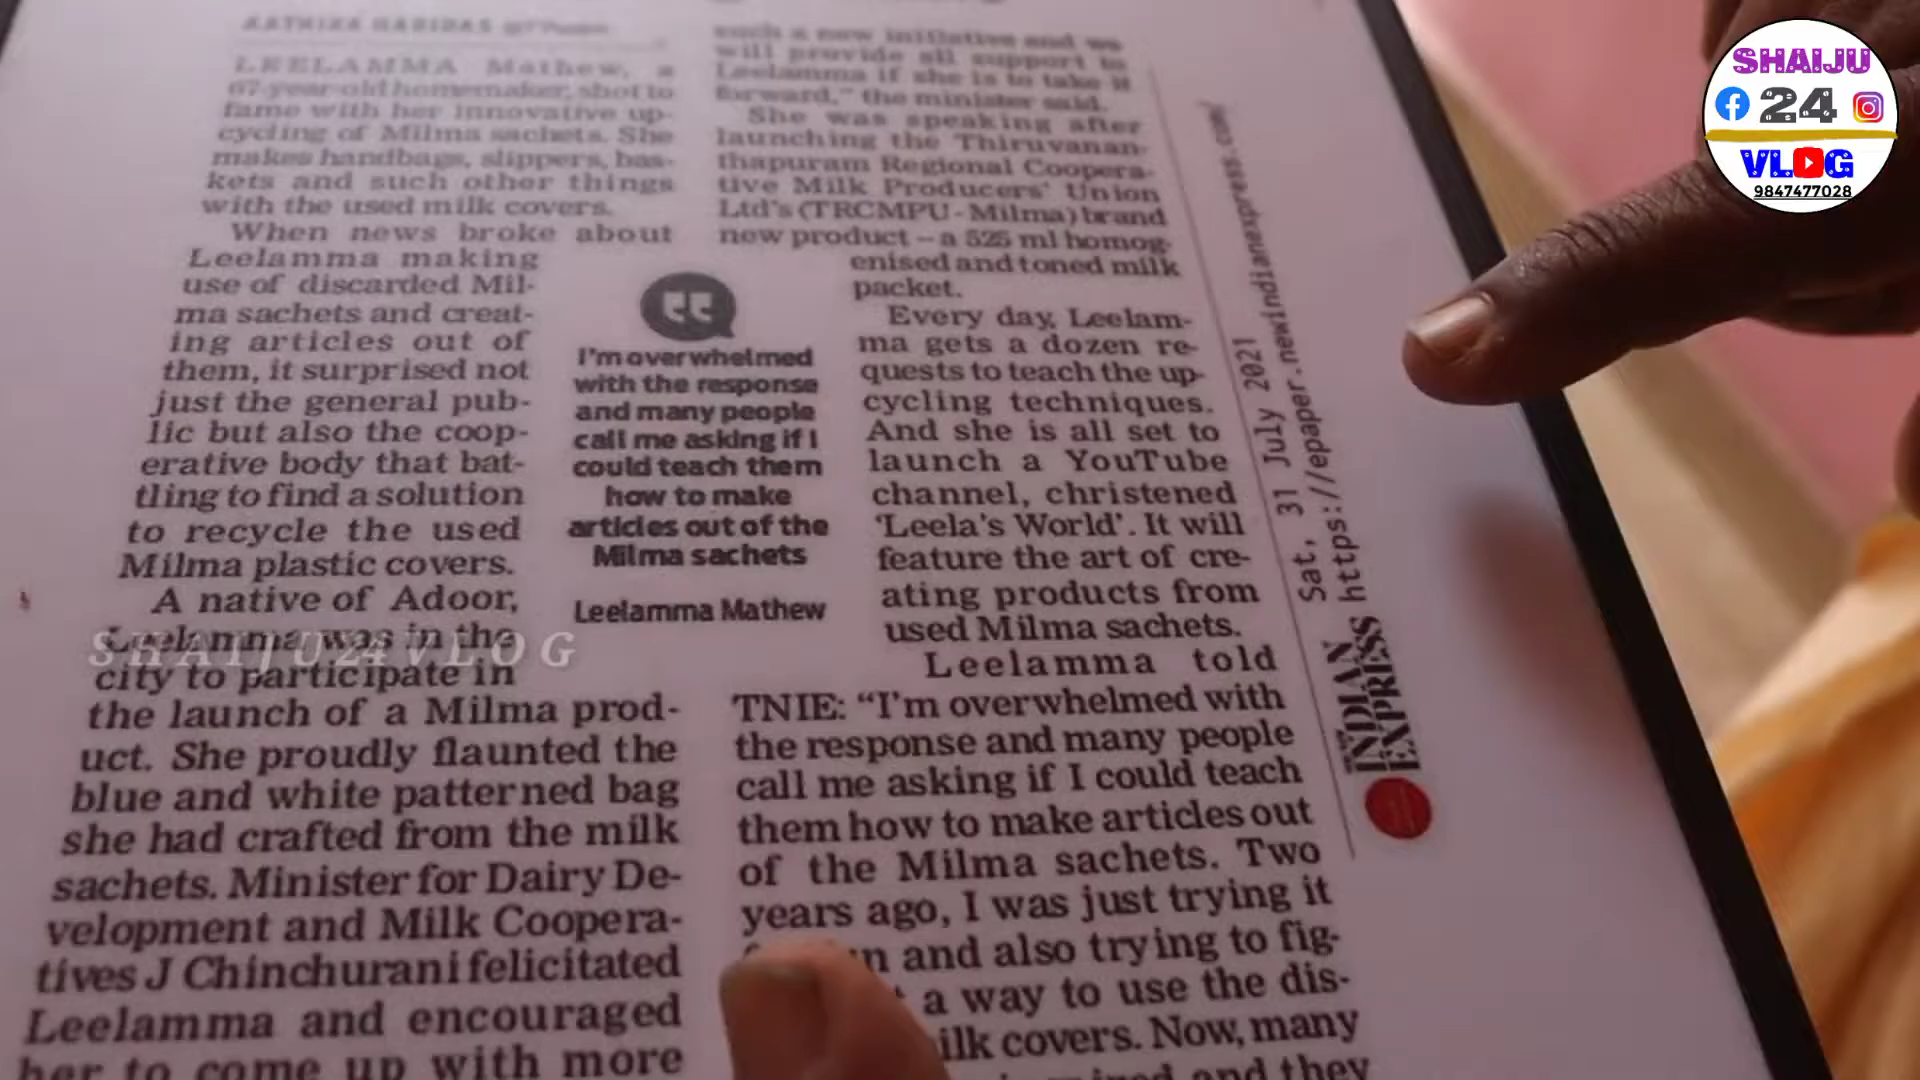 LEELAMMA Mathew, a
67-year-old homemaker, shot to
fame with her innovative up-
cycling of Milma sachets. She
makes handbags, slippers, bas-
kets and such other things
with the used milk covers.
When news broke about
Leelamma making
use of discarded Mil-
ma sachets and creat-
ing articles out of
them, it surprised not
just the general pub-
lic but also the coop-
erative body that bat-
tling to find a solution
to recycle the used
Milma plastic covers.
A native of Adoor,
Leelamma was in the
city to participate in
the launch of a Milma prod-
uct. She proudly flaunted the
blue and white patterned bag
she had crafted from the milk
sachets. Minister for Dairy De-
velopment and Milk Coopera-
tives J Chinchurani felicitated
Leelamma and encouraged
her to come up with more
I'm overwhelmed
with the response
and many people
call me asking if I
could teach them
how to make
articles out of the
Milma sachets
Leelamma Mathew
such a new initiative and we
will provide all support to
Leelamma if she is to take it
forward," the minister said.
She was speaking after
launching the Thiruvanan-
thapuram Regional Coopera-
tive Milk Producers' Union
Ltd's (TRCMPU - Milma) brand
new product – a 525 ml homog-
enised and toned milk
packet.
Every day, Leelam-
ma gets a dozen re-
quests to teach the up-
cycling techniques.
And she is all set to
launch a YouTube
channel, christened
‘Leela's World’. It will
feature the art of cre-
ating products from
used Milma sachets.
Leelamma told
TNIE: “I'm overwhelmed with
the response and many people
call me asking if I could teach
them how to make articles out
of the Milma sachets. Two
years ago, I was just trying it
and also trying to fig-
a way to use the dis-
covers. Now, many
and they
INDIAN
EXPRESS
Sat, 31 July 2021
https://epaper.newindianexpress.com/
SHAIJU24VLOG
SHAIJU
24
VLOG
9847477028